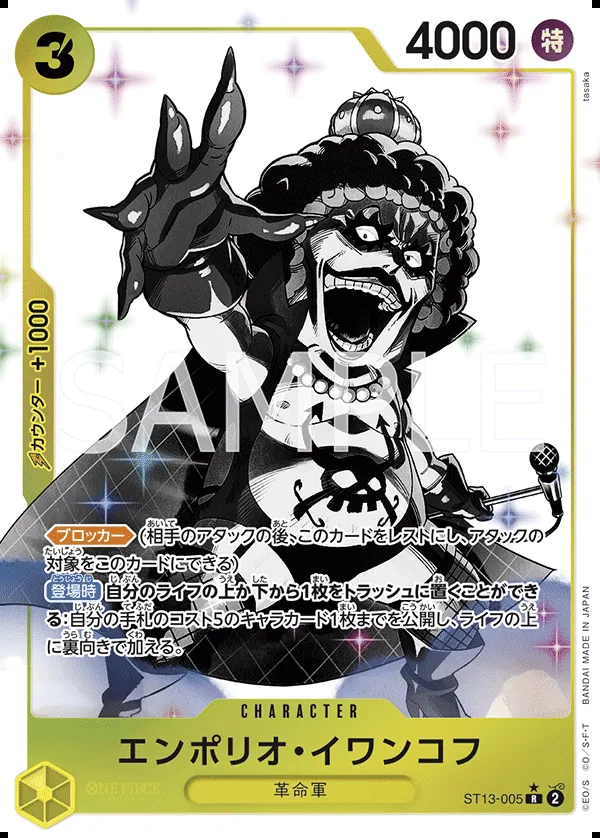 3
4000
特
tasaka
カウンター +1000
SAMPLE
ブロッカー (相手のアタックの後、このカードをレストにし、アタックの
対象をこのカードにできる)
登場時 自分のライフの上か下から1枚をトラッシュに置くことができ
る:自分の手札のコスト5のキャラカード1枚までを公開し、ライフの上
に裏向きで加える。
CHARACTER
エンポリオ・イワンコフ
ONE PIECE
CARD GAME
革命軍
ST13-005 ★ R 2
©E.O/S ©O/S・F・T BANDAI MADE IN JAPAN